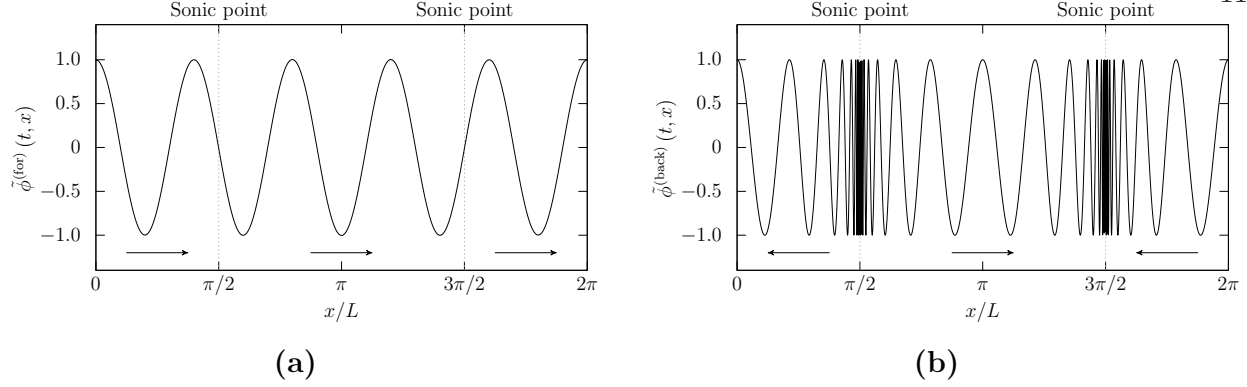 Sonic point Sonic point
1.0
0.5
0
−0.5
−1.0
ϕ̃^(for) (t, x)
0 π/2 π 3π/2 2π
x/L
(a)
Sonic point Sonic point
1.0
0.5
0
−0.5
−1.0
ϕ̃^(back) (t, x)
0 π/2 π 3π/2 2π
x/L
(b)